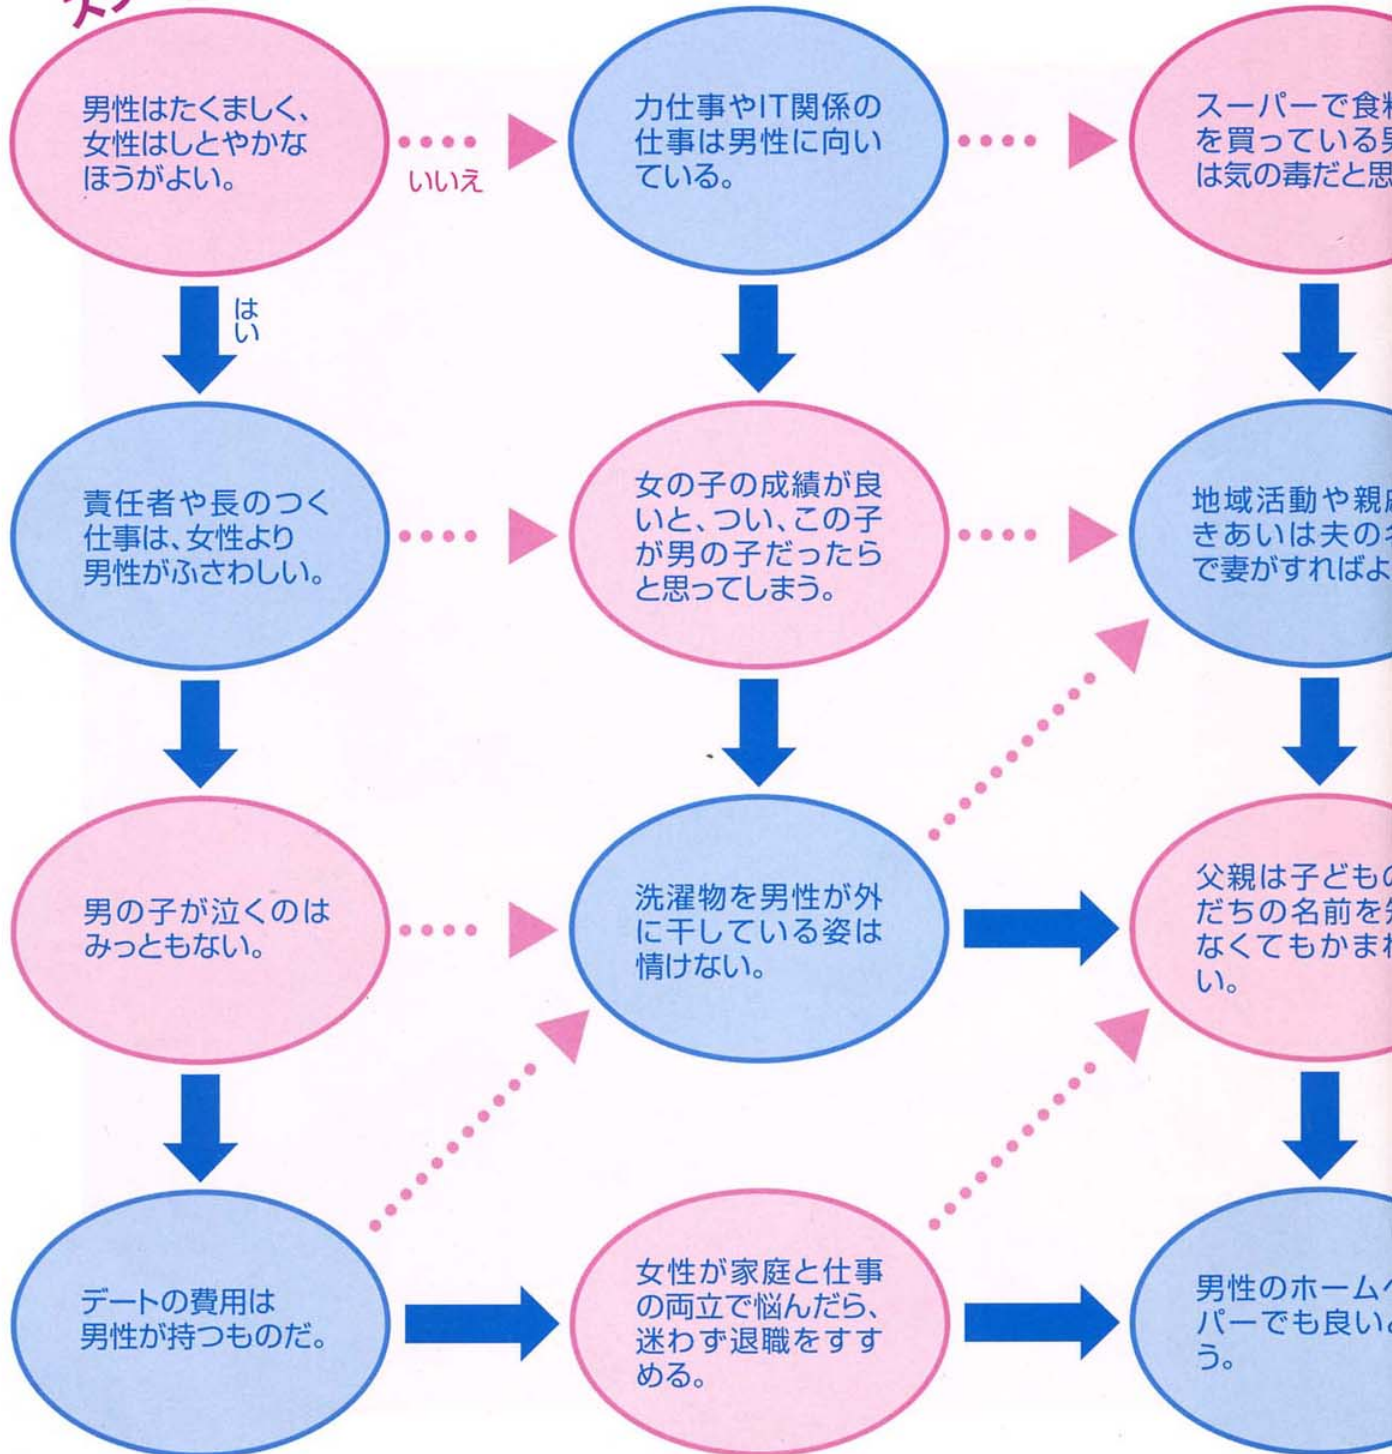 男性はたくましく、
女性はしとやかな
ほうがよい。
いいえ
はい
力仕事やIT関係の
仕事は男性に向い
ている。
スーパーで食料
を買っている男
は気の毒だと思
責任者や長のつく
仕事は、女性より
男性がふさわしい。
女の子の成績が良
いと、つい、この子
が男の子だったら
と思ってしまう。
地域活動や親
きあいは夫の
で妻がすればよ
男の子が泣くのは
みっともない。
洗濯物を男性が外
に干している姿は
情けない。
父親は子どもの
だちの名前を
なくてもかまわ
い。
デートの費用は
男性が持つものだ。
女性が家庭と仕事
の両立で悩んだら、
迷わず退職をすす
める。
男性のホームヘ
パーでも良いと
う。